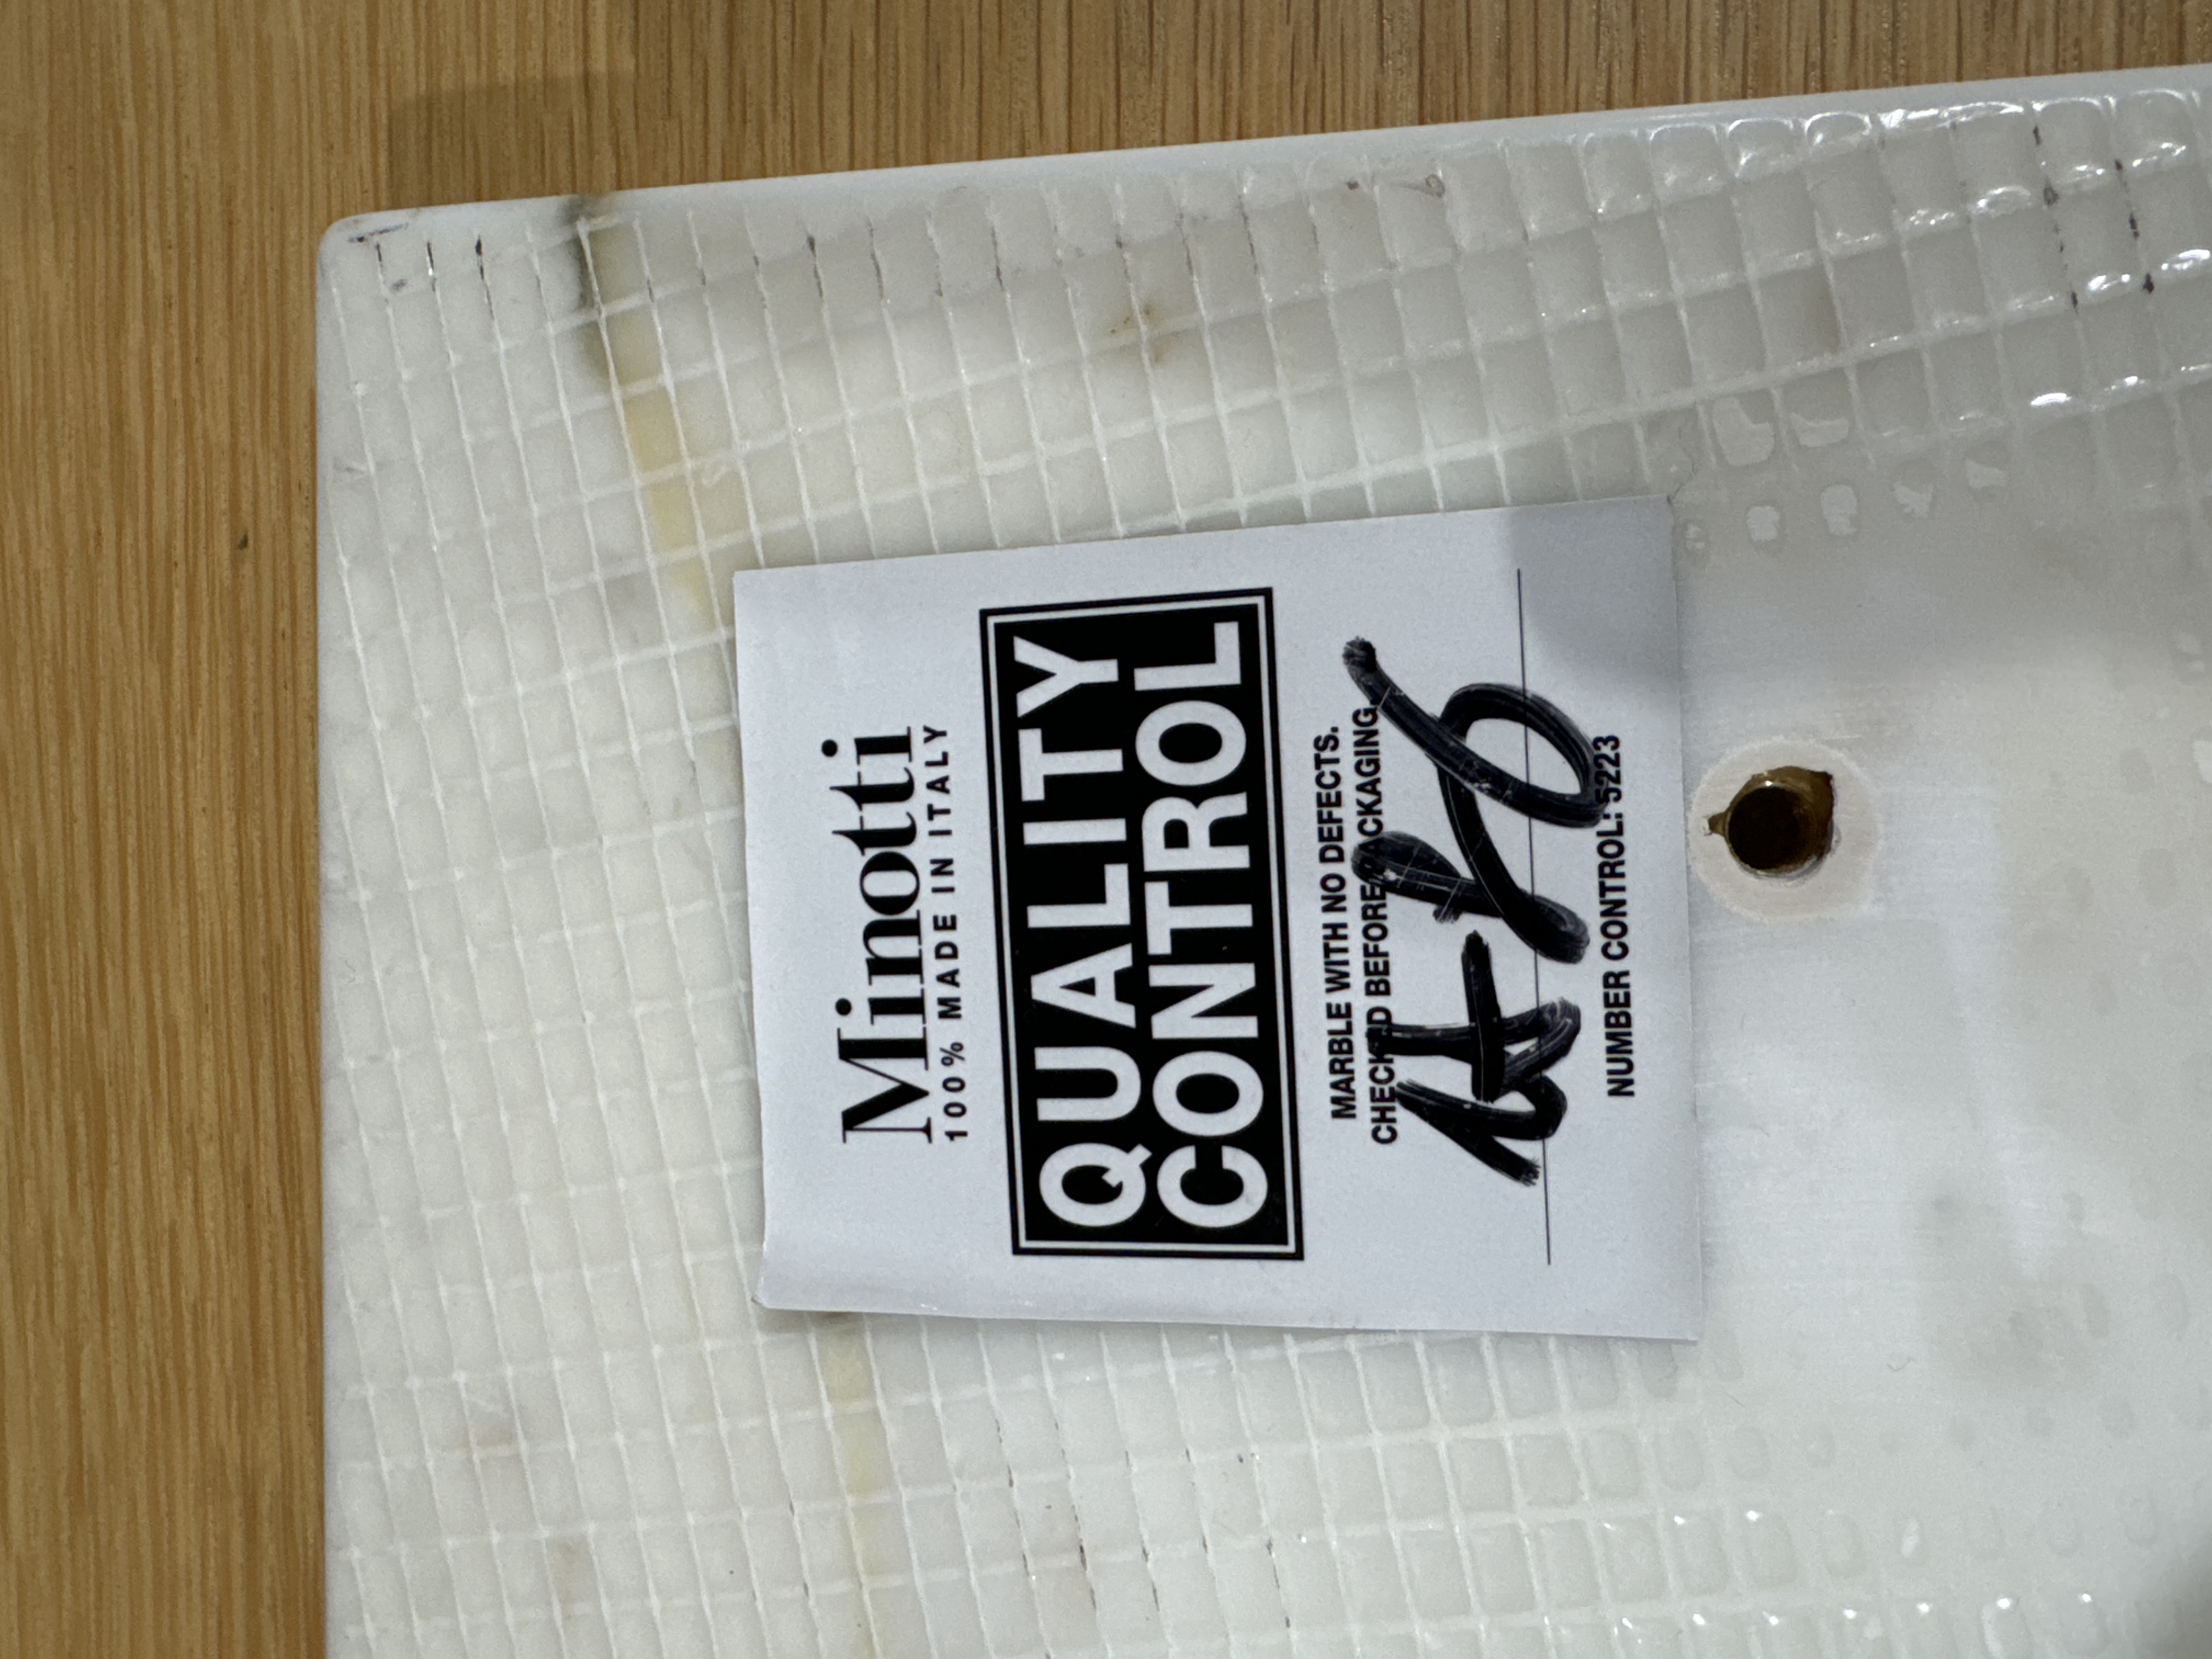 Minotti
100% MADE IN ITALY
QUALITY
CONTROL
MARBLE WITH NO DEFECTS.
CHECKED BEFORE PACKAGING
NUMBER CONTROL: 5223